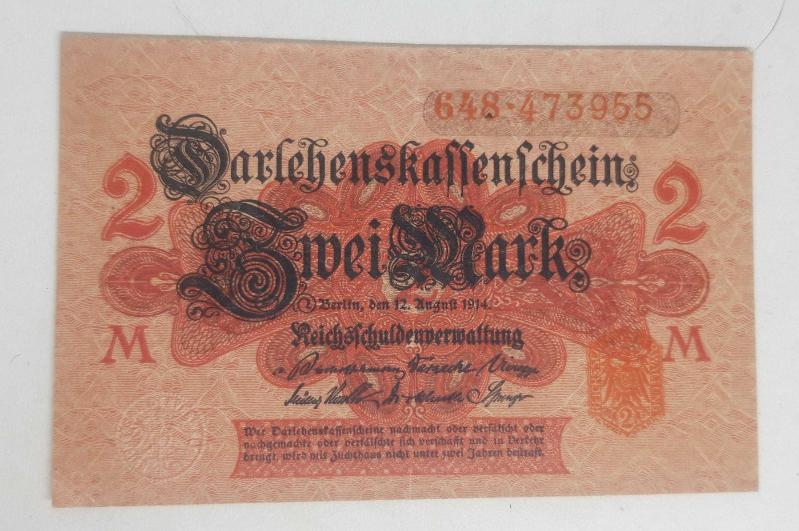 648·473955
Darlehenskassenschein.
2 Zwei Mark. 2
Berlin, den 12. August 1914.
M Reichsschuldenverwaltung M
2
Wer Darlehenskassenscheine nachmacht oder verfälscht oder
nachgemachte oder verfälschte sich verschafft und in Verkehr
bringt, wird mit Zuchthaus nicht unter zwei Jahren bestraft.